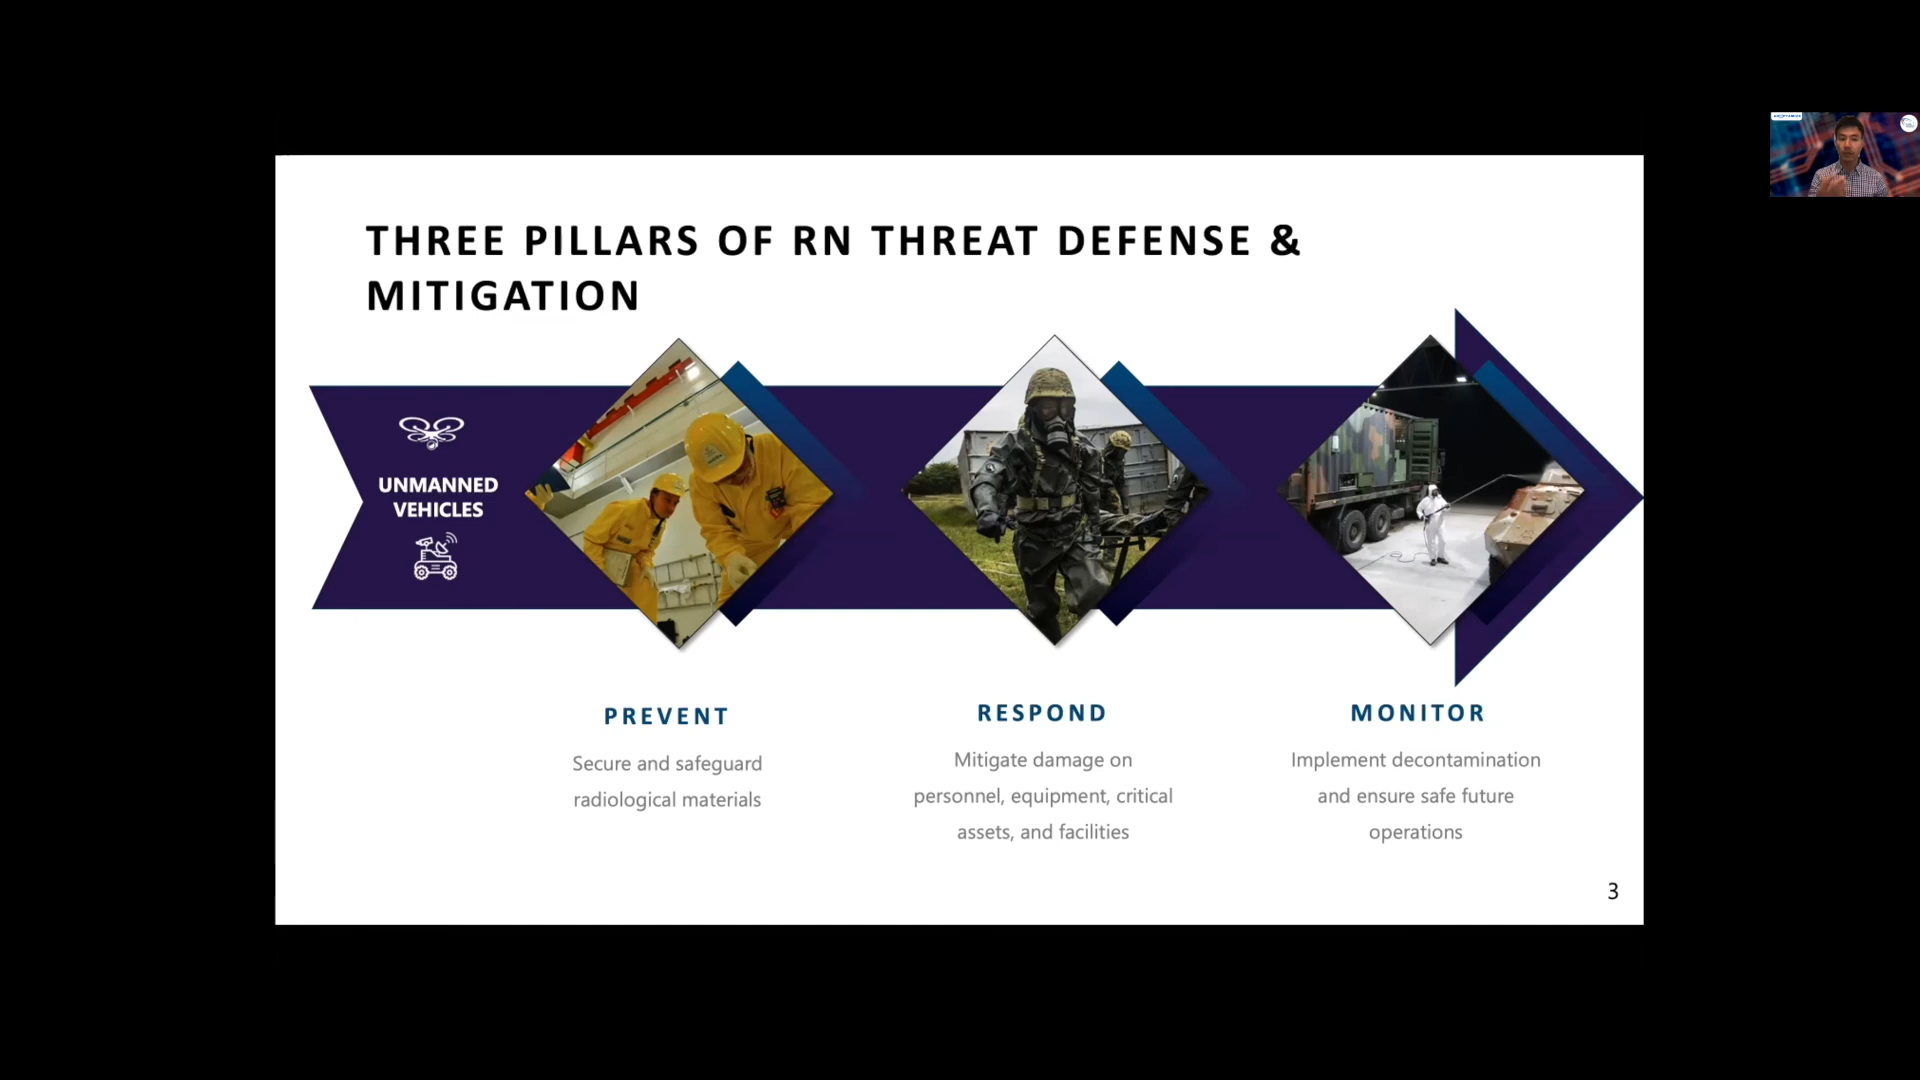 THREE PILLARS OF RN THREAT DEFENSE &
MITIGATION
UNMANNED
VEHICLES
PREVENT
Secure and safeguard
radiological materials
RESPOND
Mitigate damage on
personnel, equipment, critical
assets, and facilities
MONITOR
Implement decontamination
and ensure safe future
operations
3